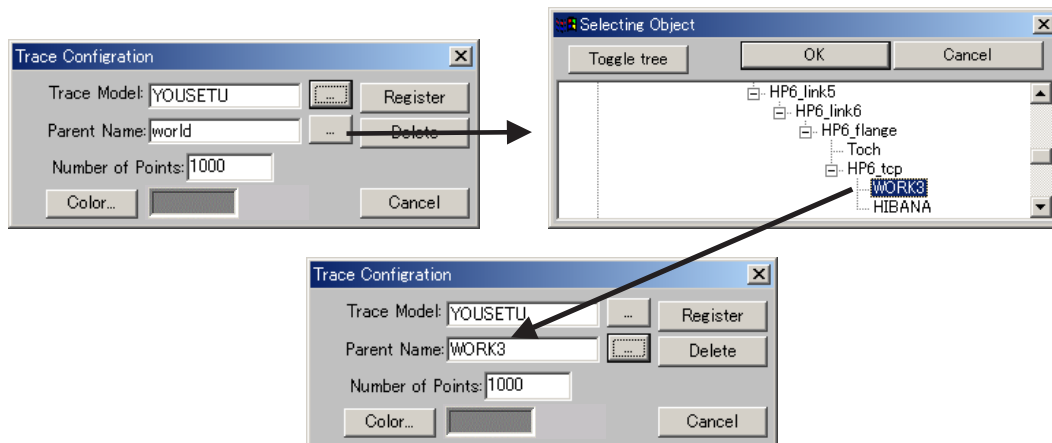 Trace Configration
Trace Model: YOUSETU ... Register
Parent Name: world ... Delete
Number of Points: 1000
Color... Cancel
Selecting Object
Toggle tree OK Cancel
HP6_link5
HP6_link6
HP6_flange
Toch
HP6_tcp
WORK3
HIBANA
Trace Configration
Trace Model: YOUSETU ... Register
Parent Name: WORK3 ... Delete
Number of Points: 1000
Color... Cancel